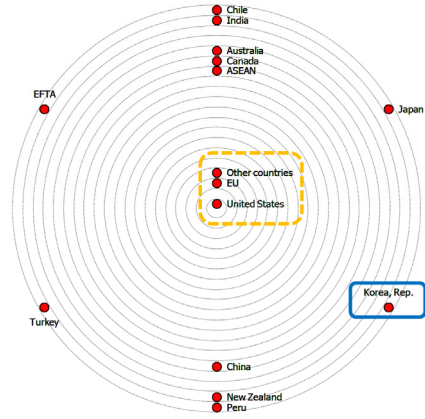 Chile
India
Australia
Canada
ASEAN
EFTA
Japan
Other countries
EU
United States
Korea, Rep.
Turkey
China
New Zealand
Peru